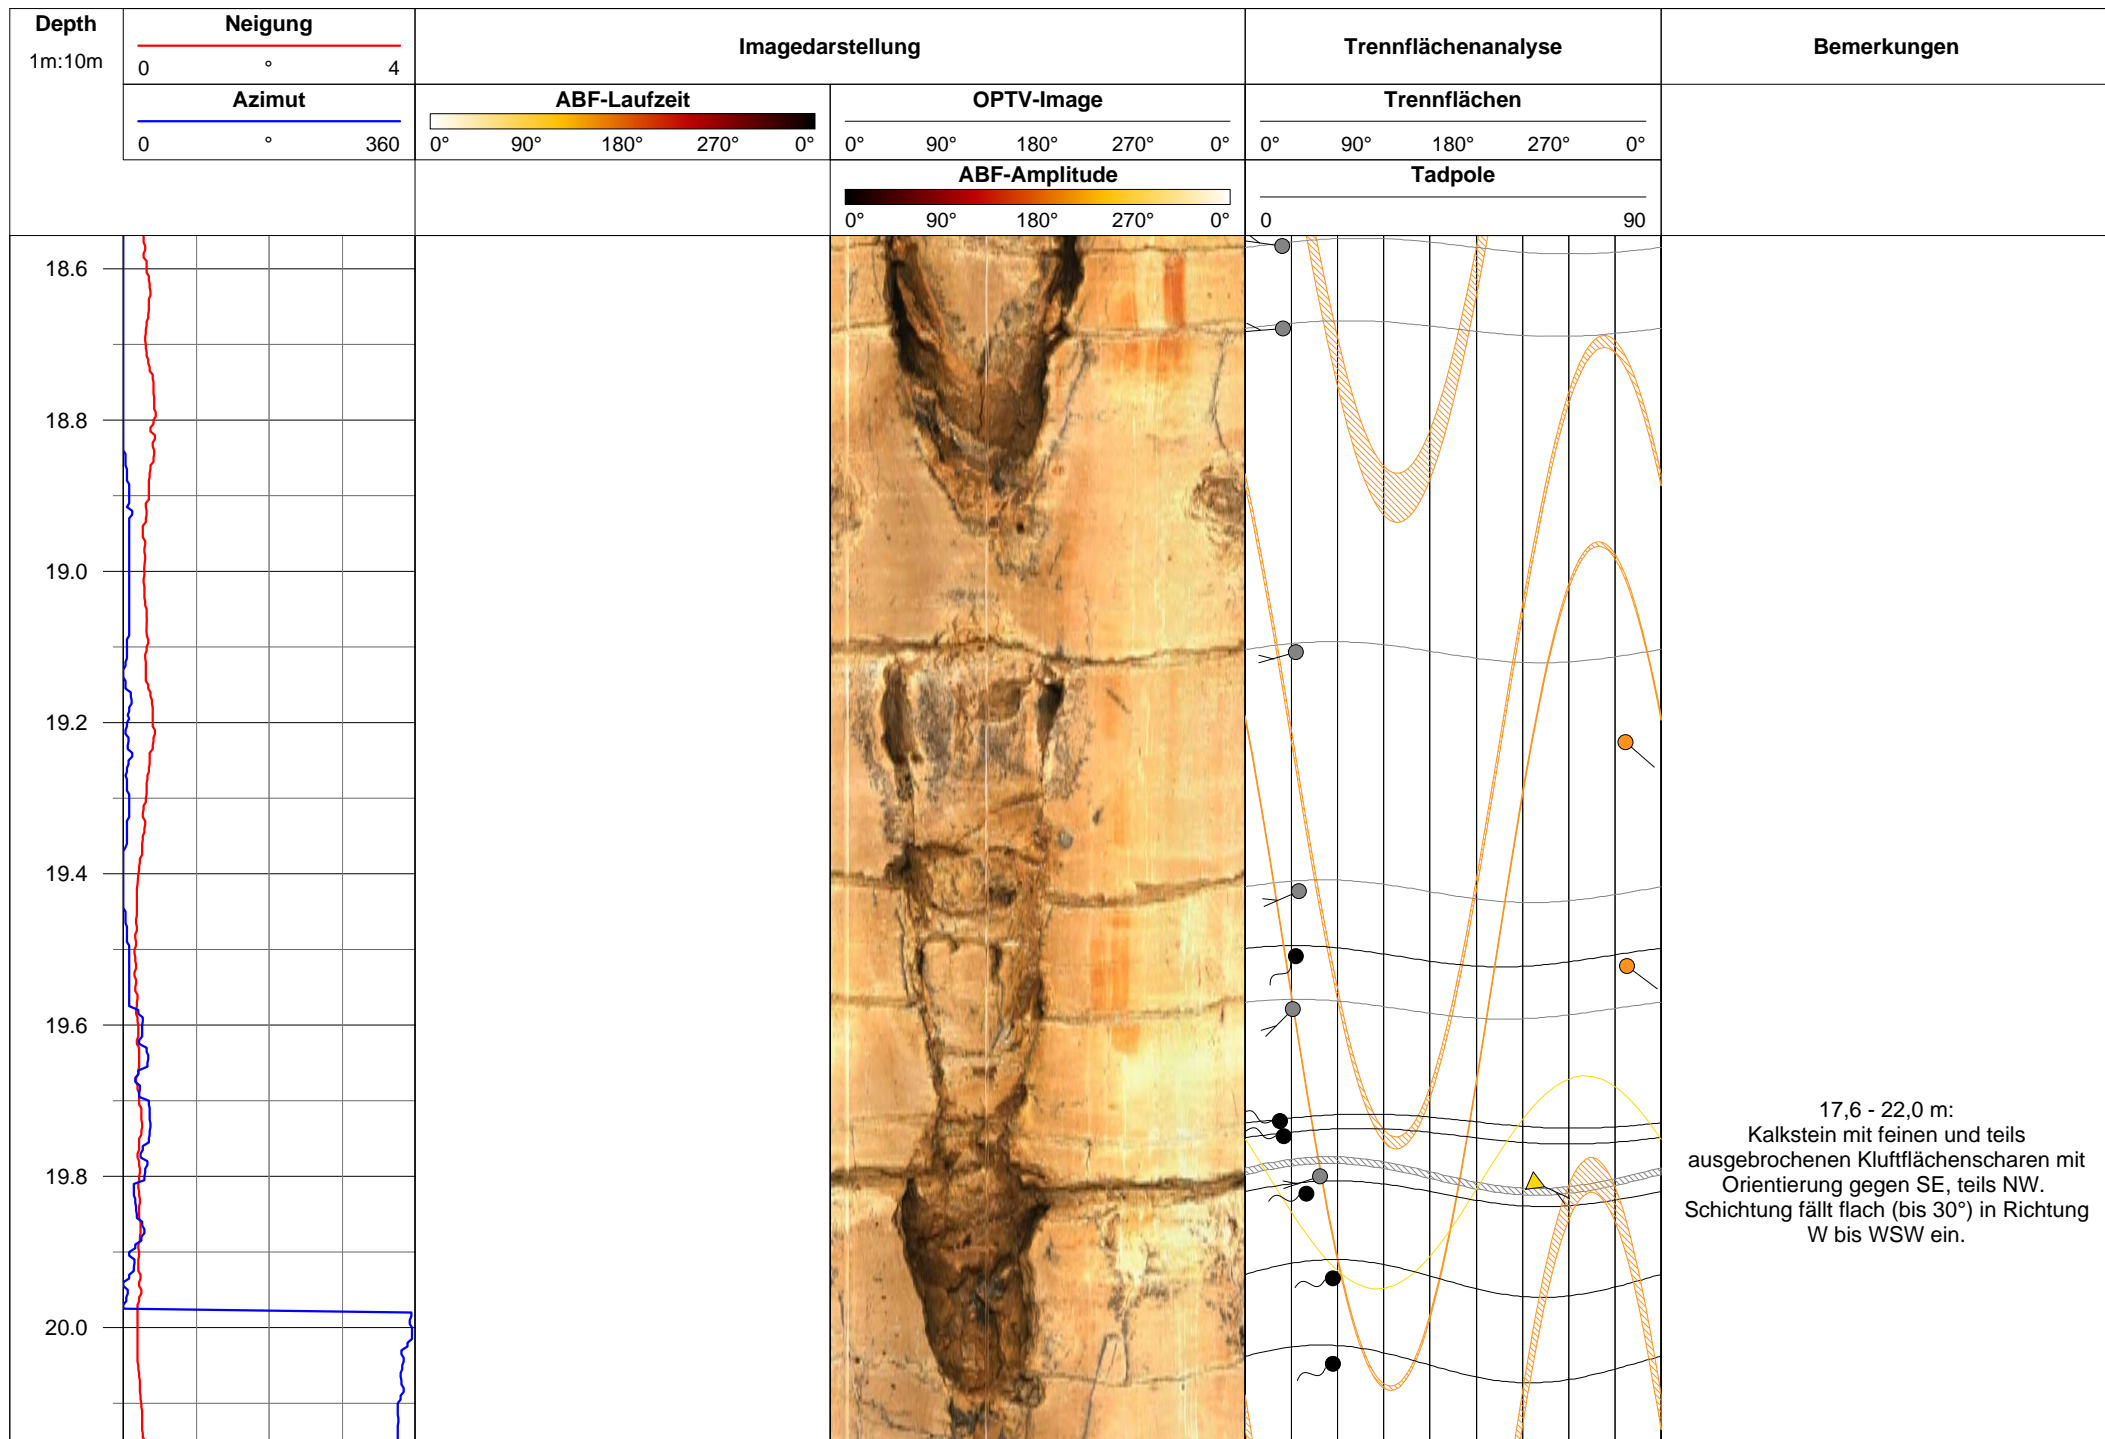 Depth
1m:10m
Neigung
0 ° 4
Azimut
0 ° 360
Imagedarstellung
ABF-Laufzeit
0° 90° 180° 270° 0°
OPTV-Image
0° 90° 180° 270° 0°
ABF-Amplitude
0° 90° 180° 270° 0°
Trennflächenanalyse
Trennflächen
0° 90° 180° 270° 0°
Tadpole
0 90
Bemerkungen
18.6
18.8
19.0
19.2
19.4
19.6
19.8
20.0
17,6 - 22,0 m:
Kalkstein mit feinen und teils
ausgebrochenen Kluftflächenscharen mit
Orientierung gegen SE, teils NW.
Schichtung fällt flach (bis 30°) in Richtung
W bis WSW ein.